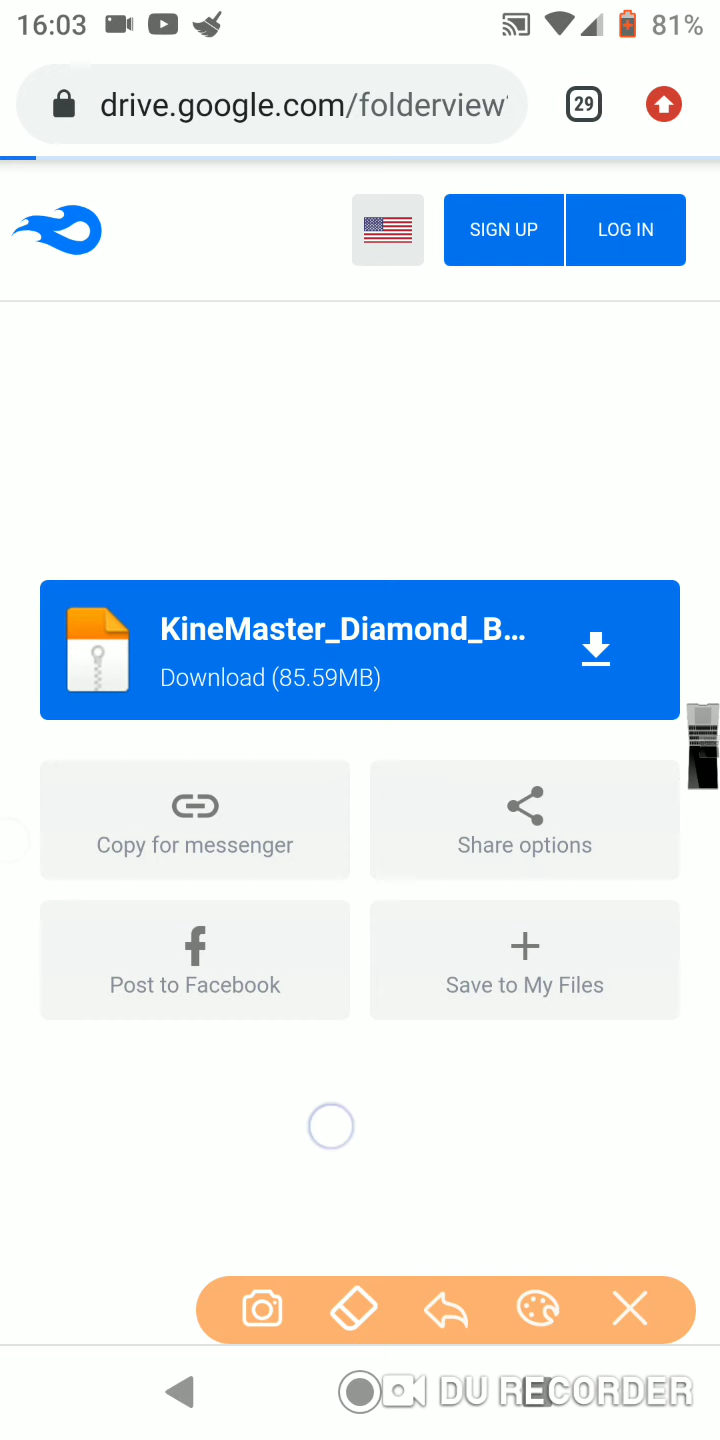 16:03
81%
drive.google.com/folderview
29
SIGN UP
LOG IN
KineMaster_Diamond_B...
Download (85.59MB)
Copy for messenger
Share options
Post to Facebook
Save to My Files
DU RECORDER